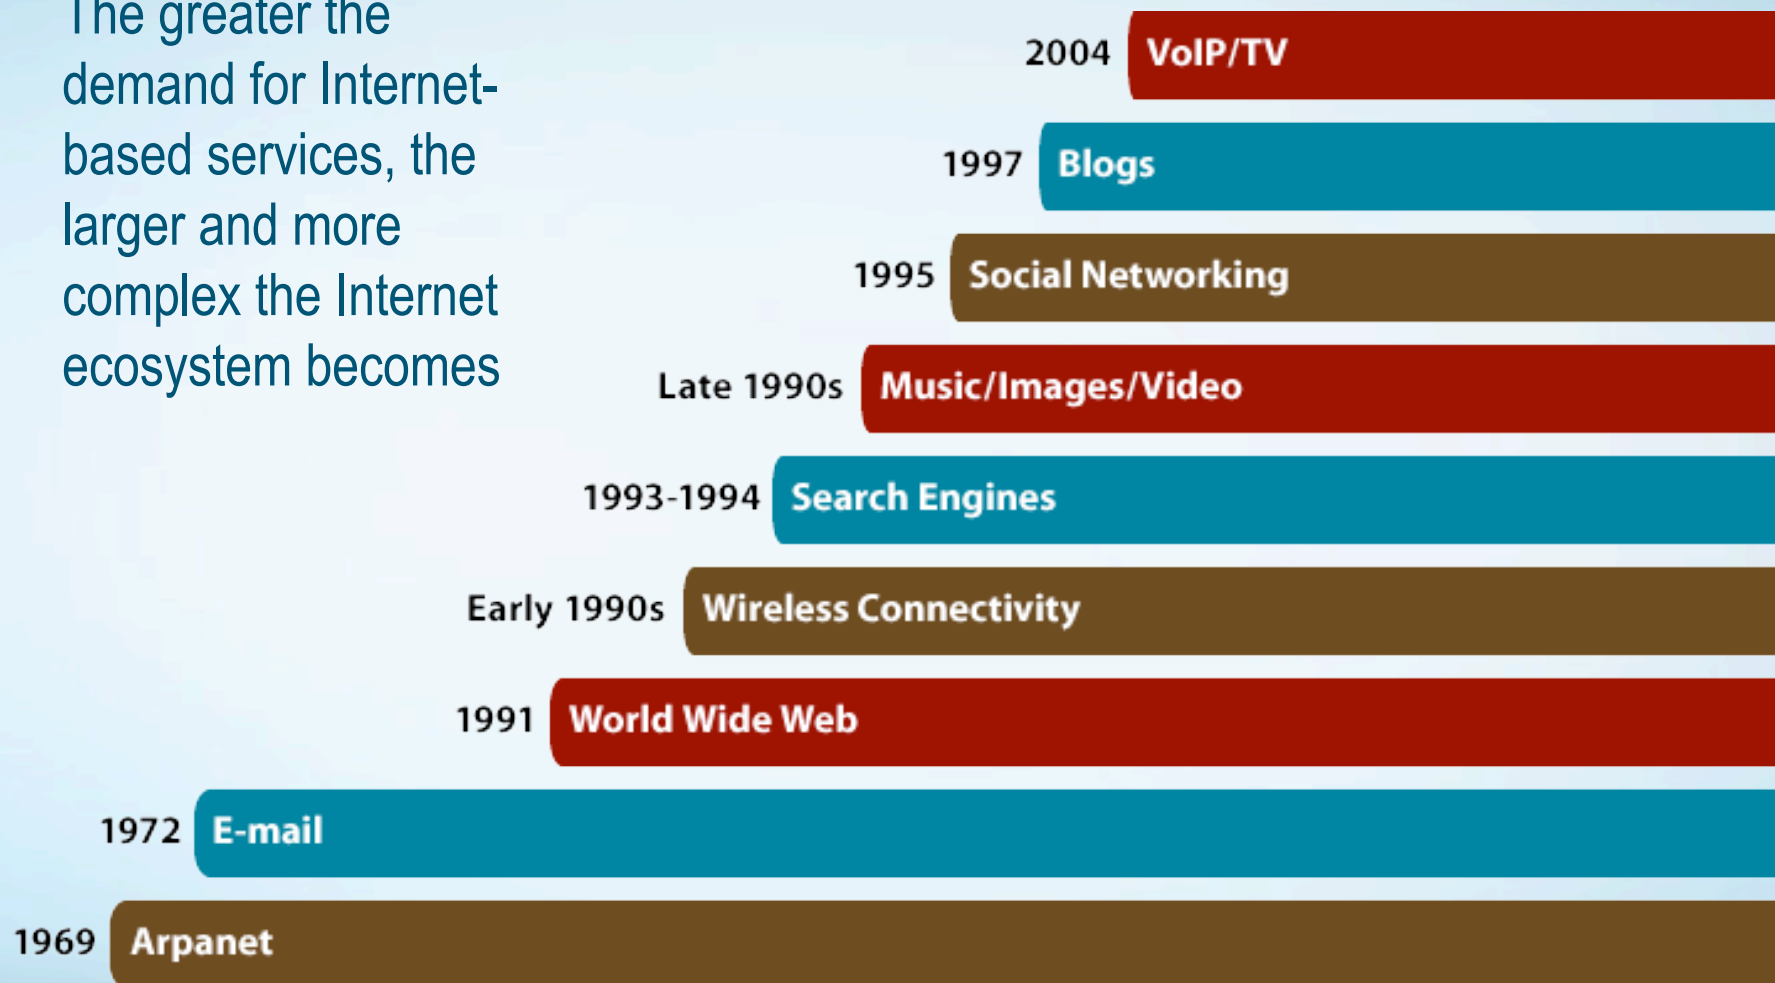 The greater the
demand for Internet-
based services, the
larger and more
complex the Internet
ecosystem becomes
2004 VoIP/TV
1997 Blogs
1995 Social Networking
Late 1990s Music/Images/Video
1993-1994 Search Engines
Early 1990s Wireless Connectivity
1991 World Wide Web
1972 E-mail
1969 Arpanet